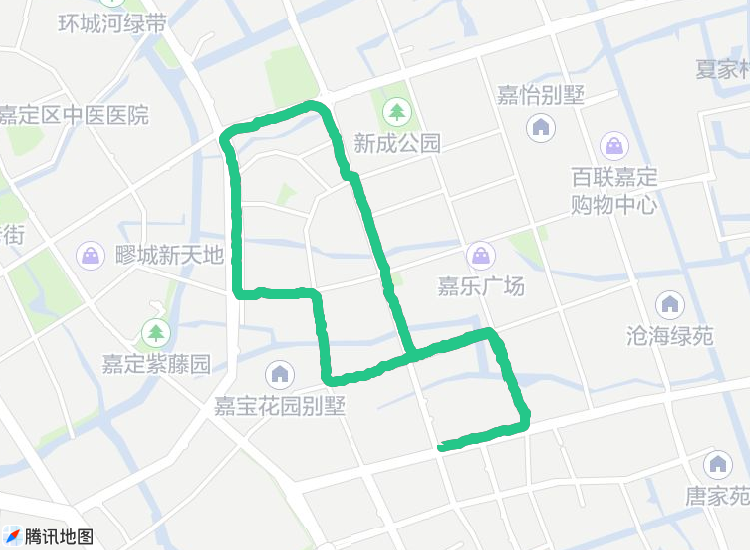 环城河绿带
夏家村
嘉定区中医医院
嘉怡别墅
新成公园
百联嘉定
购物中心
街
疁城新天地
嘉乐广场
沧海绿苑
嘉定紫藤园
嘉宝花园别墅
唐家苑
腾讯地图